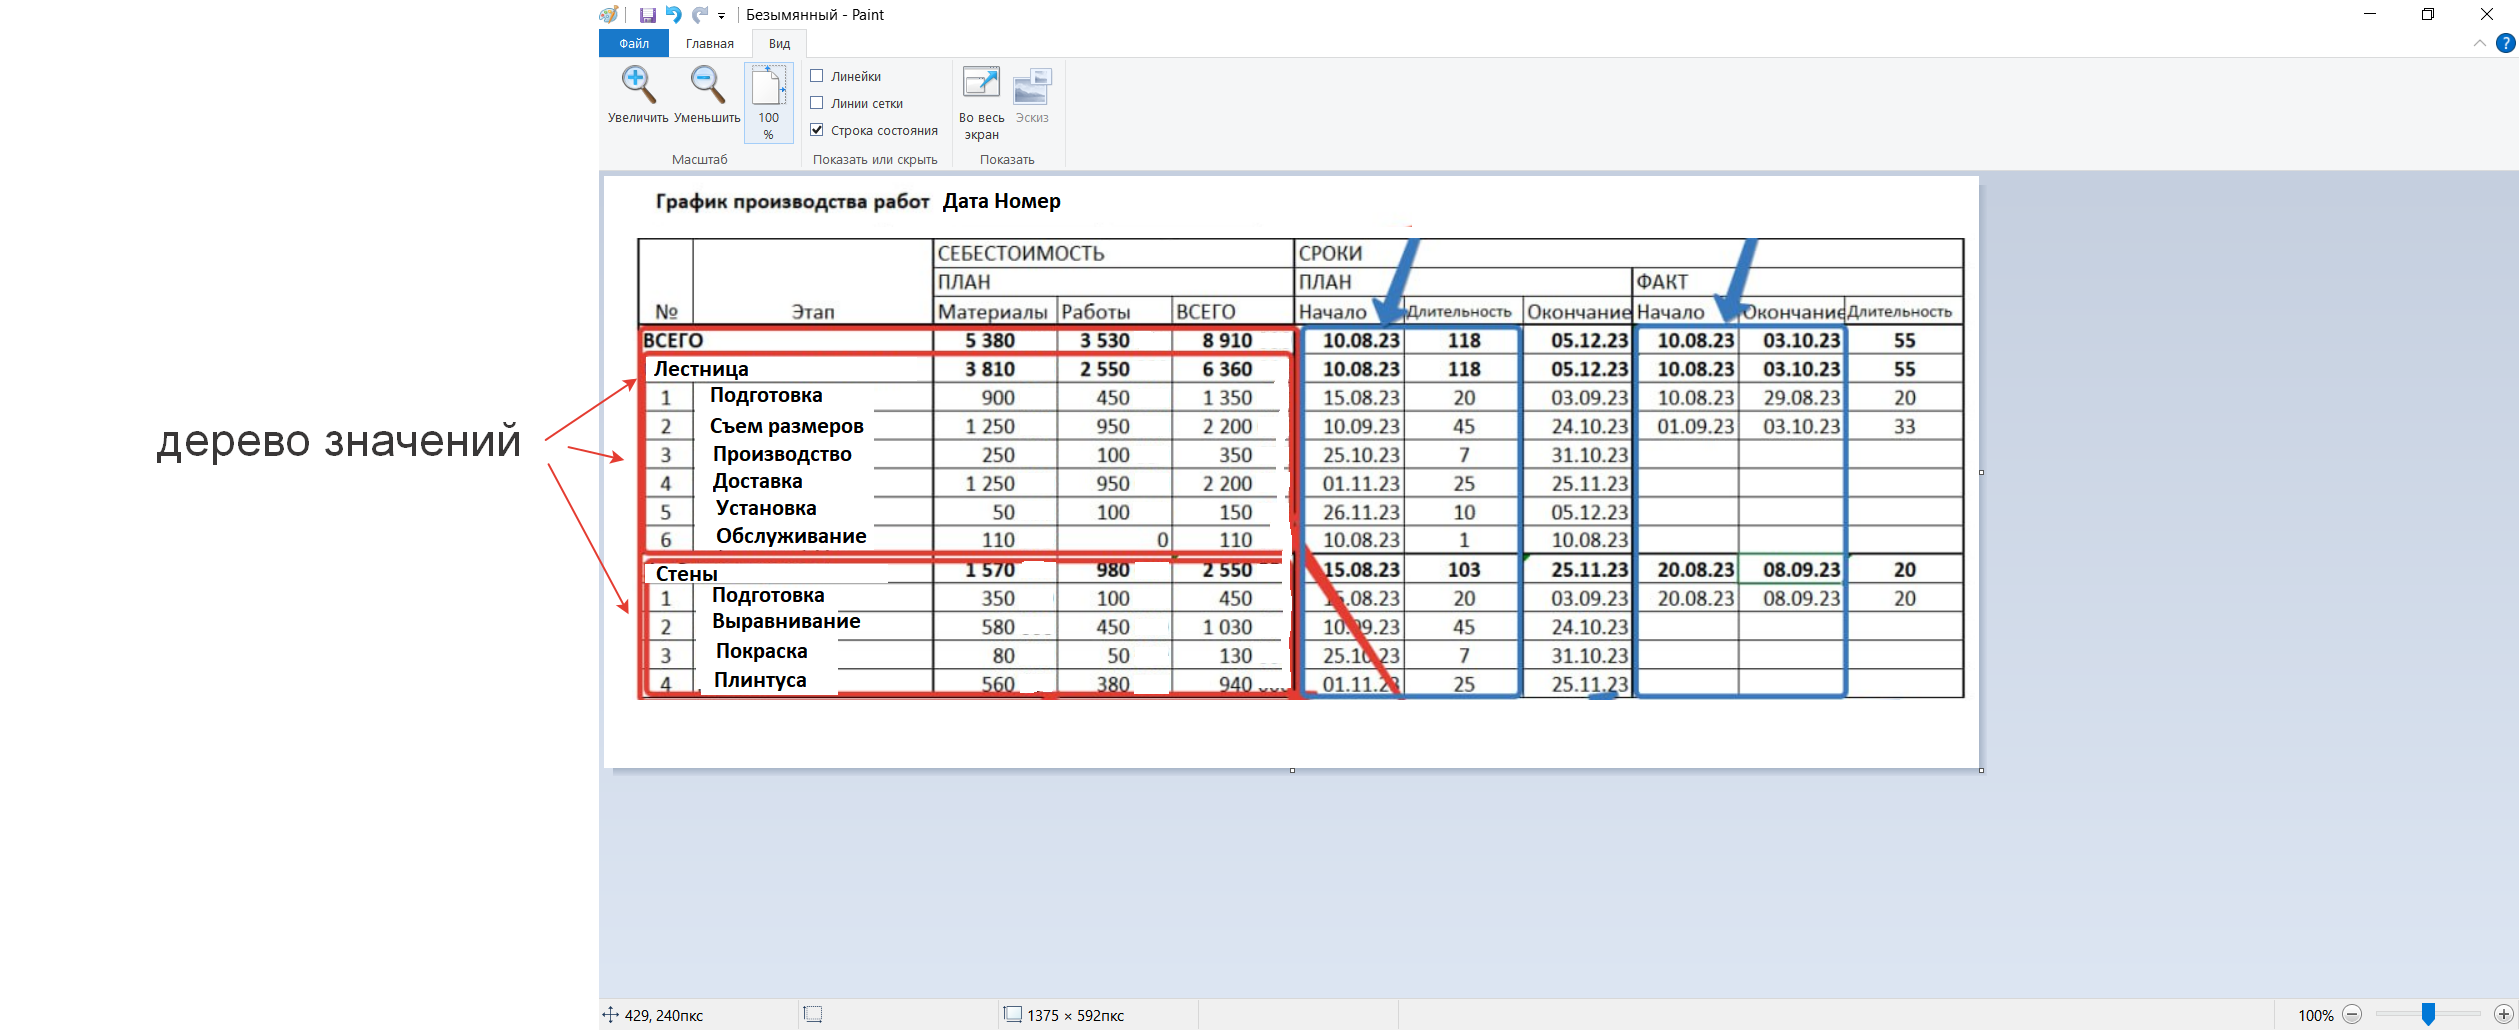 Безымянный - Paint
Файл Главная Вид
Увеличить Уменьшить 100 %
Линейки
Линии сетки
Строка состояния
Во весь экран Эскиз
Масштаб Показать или скрыть Показать
График производства работ Дата Номер
СЕБЕСТОИМОСТЬ СРОКИ
ПЛАН ПЛАН ФАКТ
№ Этап Материалы Работы ВСЕГО Начало Длительность Окончание Начало Окончание Длительность
ВСЕГО 5 380 3 530 8 910 10.08.23 118 05.12.23 10.08.23 03.10.23 55
Лестница 3 810 2 550 6 360 10.08.23 118 05.12.23 10.08.23 03.10.23 55
1 Подготовка 900 450 1 350 15.08.23 20 03.09.23 10.08.23 29.08.23 20
2 Съем размеров 1 250 950 2 200 10.09.23 45 24.10.23 01.09.23 03.10.23 33
дерево значений
3 Производство 250 100 350 25.10.23 7 31.10.23
4 Доставка 1 250 950 2 200 01.11.23 25 25.11.23
5 Установка 50 100 150 26.11.23 10 05.12.23
6 Обслуживание 110 0 110 10.08.23 1 10.08.23
Стены 1 570 980 2 550 15.08.23 103 25.11.23 20.08.23 08.09.23 20
1 Подготовка 350 100 450 15.08.23 20 03.09.23 20.08.23 08.09.23 20
2 Выравнивание 580 450 1 030 10.09.23 45 24.10.23
3 Покраска 80 50 130 25.10.23 7 31.10.23
4 Плинтуса 560 380 940 01.11.23 25 25.11.23
429, 240пкс 1375 × 592пкс 100%